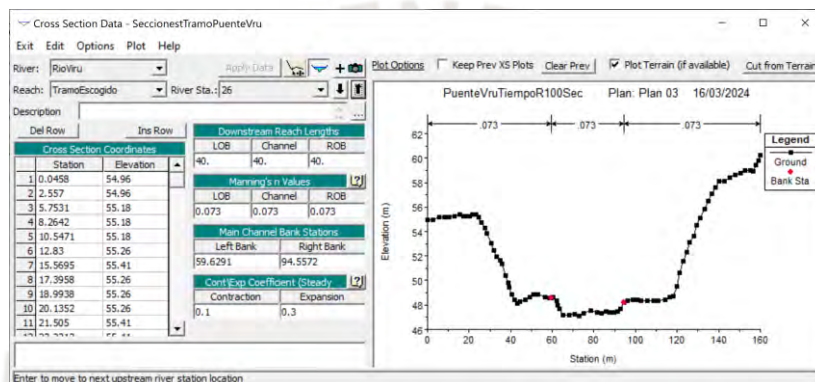 Cross Section Data - SeccionestTramoPuenteVru
Exit Edit Options Plot Help
River: RioViru Apply Data
Reach: TramoEscogido River Sta.: 26
Description ...
Del Row Ins Row
Plot Options Keep Prev XS Plots Clear Prev Plot Terrain (if available) Cut from Terrain
Cross Section Coordinates
Station Elevation
1 0.0458 54.96
2 2.557 54.96
3 5.7531 55.18
4 8.2642 55.18
5 10.5471 55.18
6 12.83 55.26
7 15.5695 55.41
8 17.3958 55.26
9 18.9938 55.26
10 20.1352 55.26
11 21.505 55.41
Downstream Reach Lengths
LOB Channel ROB
40. 40. 40.
Manning's n Values
LOB Channel ROB
0.073 0.073 0.073
Main Channel Bank Stations
Left Bank Right Bank
59.6291 94.5572
Cont\Exp Coefficient (Steady
Contraction Expansion
0.1 0.3
PuenteVruTiempoR100Sec Plan: Plan 03 16/03/2024
.073 .073 .073
Legend
Ground
Bank Sta
Elevation (m)
62
60
58
56
54
52
50
48
46
0 20 40 60 80 100 120 140 160
Station (m)
Enter to move to next upstream river station location